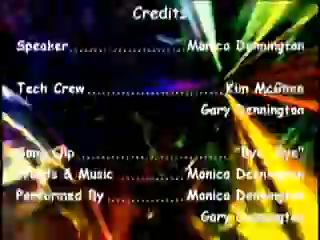 Credits
Speaker.............................Monica Dennington
Tech Crew.............................Kim McGinn
Gary Dennington
Song Clip.............................."Bye, Bye"
Words & Music..................Monica Dennington
Performed By....................Monica Dennington
Gary Dennington